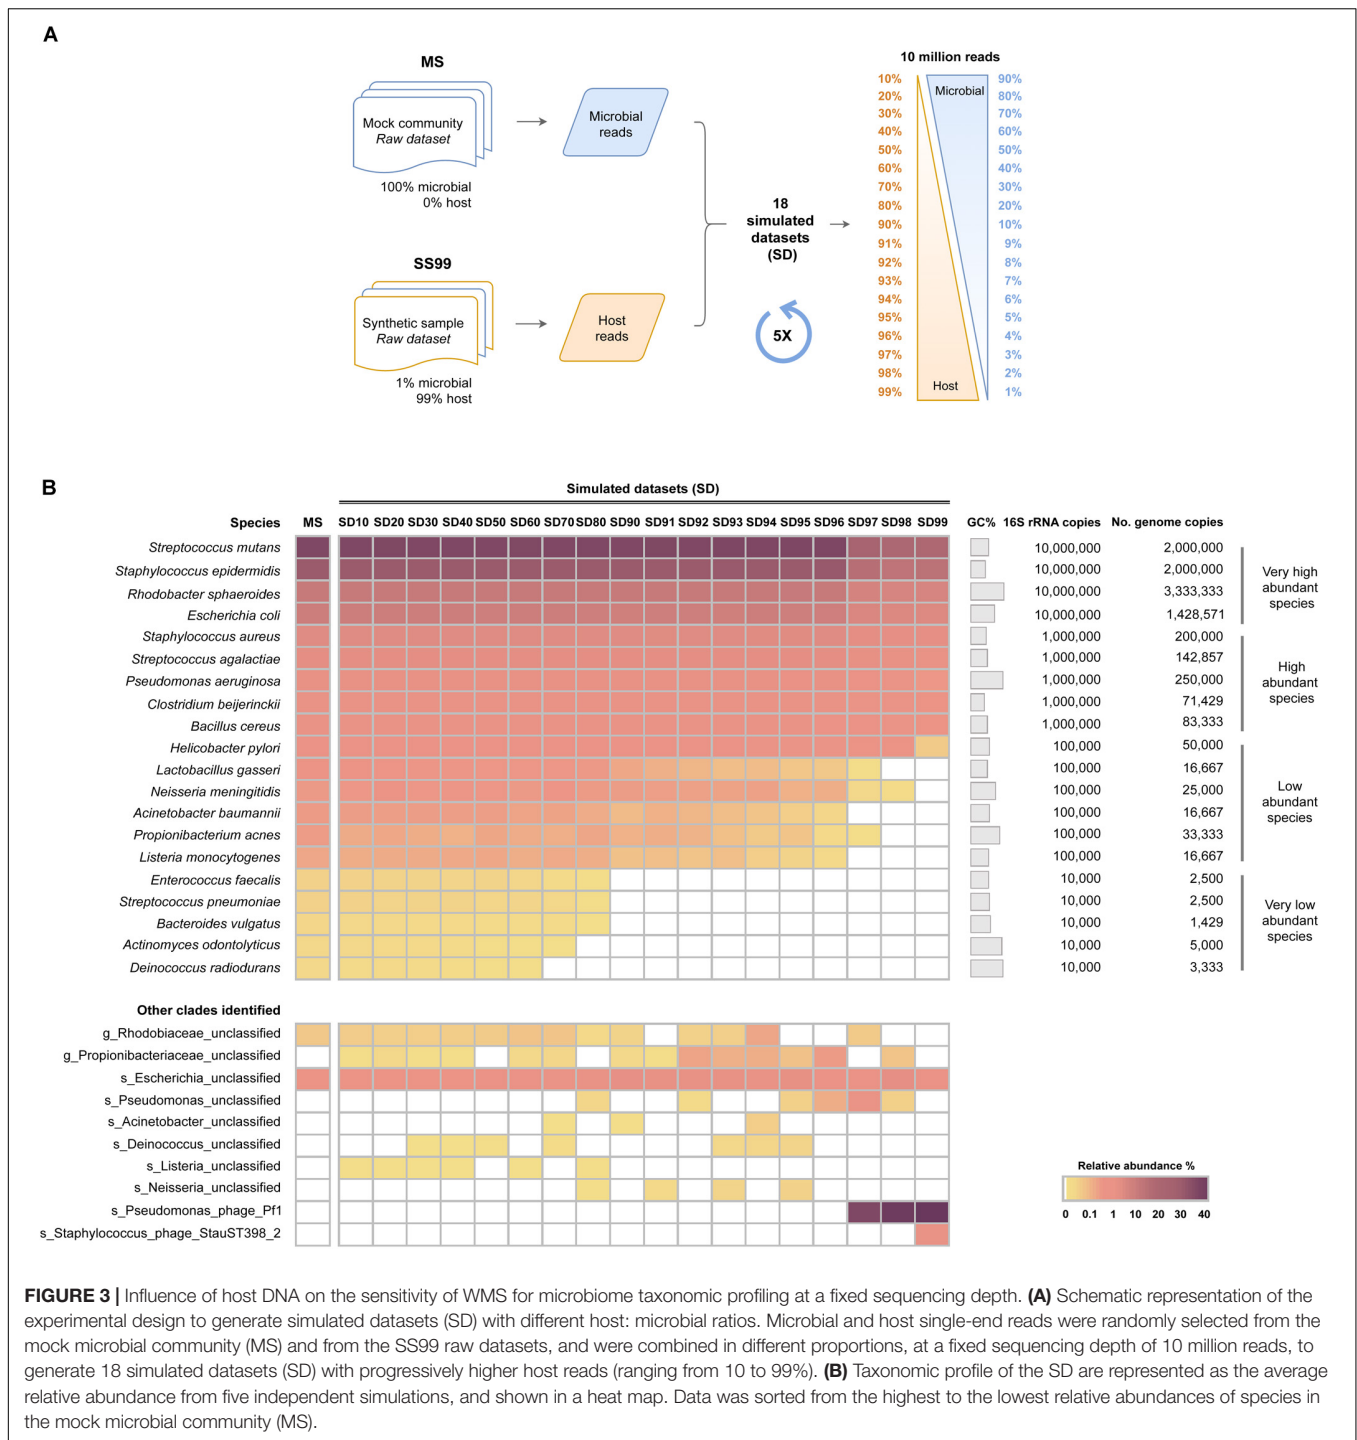 A
MS
Mock community
Raw dataset
100% microbial
0% host
Microbial
reads
SS99
Synthetic sample
Raw dataset
1% microbial
99% host
Host
reads
18
simulated
datasets
(SD)
5X
10 million reads
10% Microbial 90%
20% 80%
30% 70%
40% 60%
50% 50%
60% 40%
70% 30%
80% 20%
90% 10%
91% 9%
92% 8%
93% 7%
94% 6%
95% 5%
96% 4%
97% 3%
98% 2%
99% Host 1%
B
Simulated datasets (SD)
Species MS SD10 SD20 SD30 SD40 SD50 SD60 SD70 SD80 SD90 SD91 SD92 SD93 SD94 SD95 SD96 SD97 SD98 SD99 GC% 16S rRNA copies No. genome copies
Streptococcus mutans 10,000,000 2,000,000
Staphylococcus epidermidis 10,000,000 2,000,000
Rhodobacter sphaeroides 10,000,000 3,333,333
Escherichia coli 10,000,000 1,428,571
Very high
abundant
species
Staphylococcus aureus 1,000,000 200,000
Streptococcus agalactiae 1,000,000 142,857
Pseudomonas aeruginosa 1,000,000 250,000
Clostridium beijerinckii 1,000,000 71,429
Bacillus cereus 1,000,000 83,333
High
abundant
species
Helicobacter pylori 100,000 50,000
Lactobacillus gasseri 100,000 16,667
Neisseria meningitidis 100,000 25,000
Acinetobacter baumannii 100,000 16,667
Propionibacterium acnes 100,000 33,333
Listeria monocytogenes 100,000 16,667
Low
abundant
species
Enterococcus faecalis 10,000 2,500
Streptococcus pneumoniae 10,000 2,500
Bacteroides vulgatus 10,000 1,429
Actinomyces odontolyticus 10,000 5,000
Deinococcus radiodurans 10,000 3,333
Very low
abundant
species
Other clades identified
g_Rhodobiaceae_unclassified
g_Propionibacteriaceae_unclassified
s_Escherichia_unclassified
s_Pseudomonas_unclassified
s_Acinetobacter_unclassified
s_Deinococcus_unclassified
s_Listeria_unclassified
s_Neisseria_unclassified
s_Pseudomonas_phage_Pf1
s_Staphylococcus_phage_StauST398_2
Relative abundance %
0 0.1 1 10 20 30 40
FIGURE 3 | Influence of host DNA on the sensitivity of WMS for microbiome taxonomic profiling at a fixed sequencing depth. (A) Schematic representation of the
experimental design to generate simulated datasets (SD) with different host: microbial ratios. Microbial and host single-end reads were randomly selected from the
mock microbial community (MS) and from the SS99 raw datasets, and were combined in different proportions, at a fixed sequencing depth of 10 million reads, to
generate 18 simulated datasets (SD) with progressively higher host reads (ranging from 10 to 99%). (B) Taxonomic profile of the SD are represented as the average
relative abundance from five independent simulations, and shown in a heat map. Data was sorted from the highest to the lowest relative abundances of species in
the mock microbial community (MS).